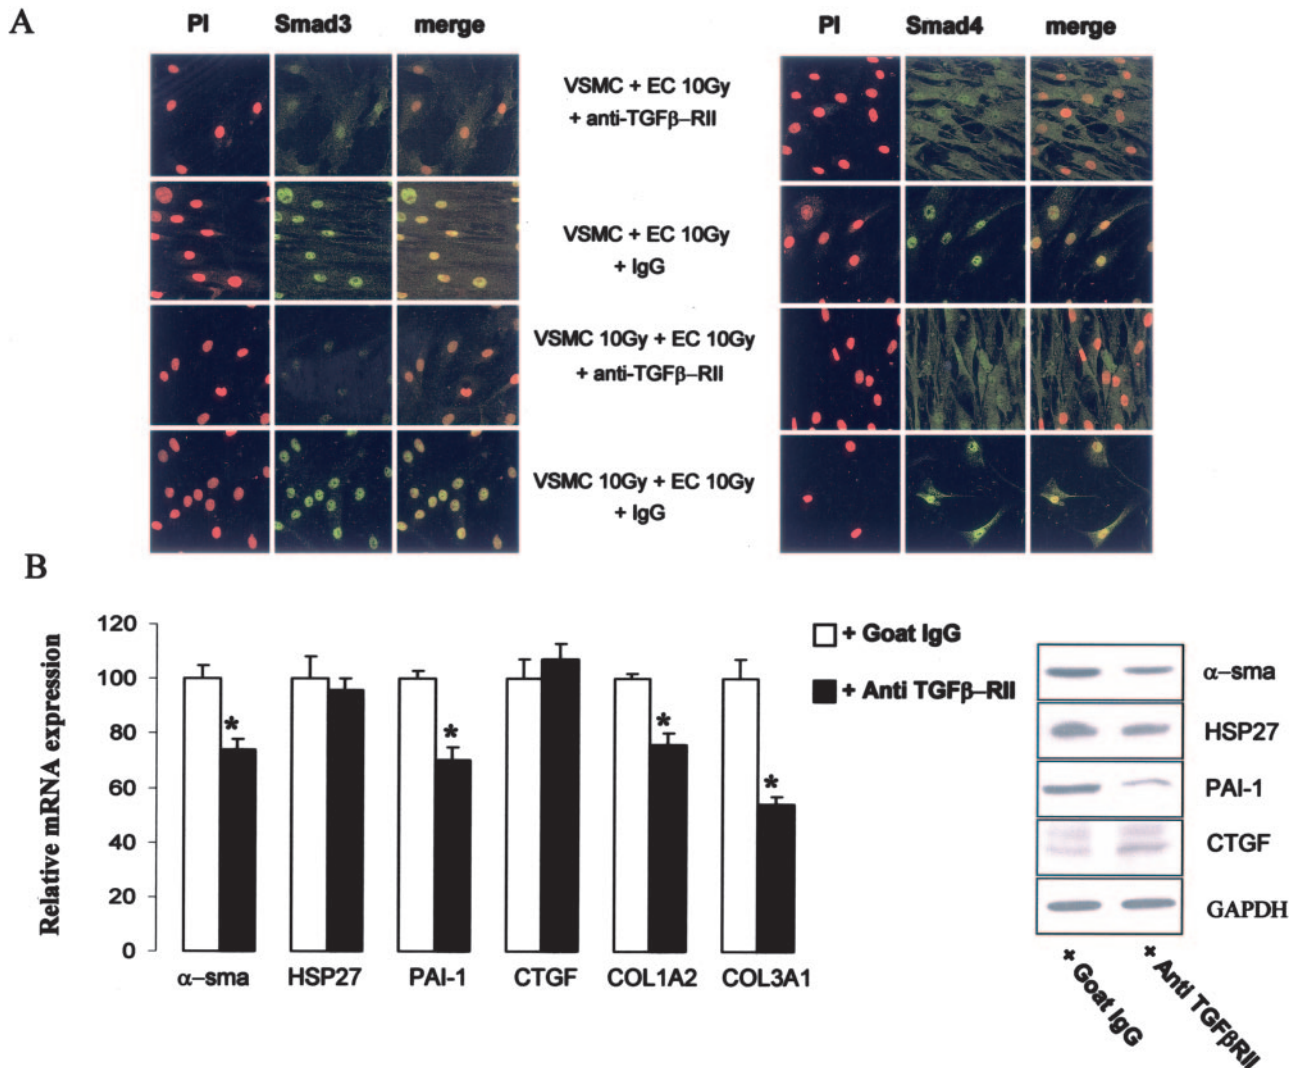 A
PI Smad3 merge
PI Smad4 merge
VSMC + EC 10Gy
+ anti-TGFβ–RII
VSMC + EC 10Gy
+ IgG
VSMC 10Gy + EC 10Gy
+ anti-TGFβ–RII
VSMC 10Gy + EC 10Gy
+ IgG
B
Relative mRNA expression
120
100
80
60
40
20
0
*
*
*
*
α–sma HSP27 PAI-1 CTGF COL1A2 COL3A1
+ Goat IgG
+ Anti TGFβ–RII
α–sma
HSP27
PAI-1
CTGF
GAPDH
+ Goat IgG
+ Anti TGFβRII